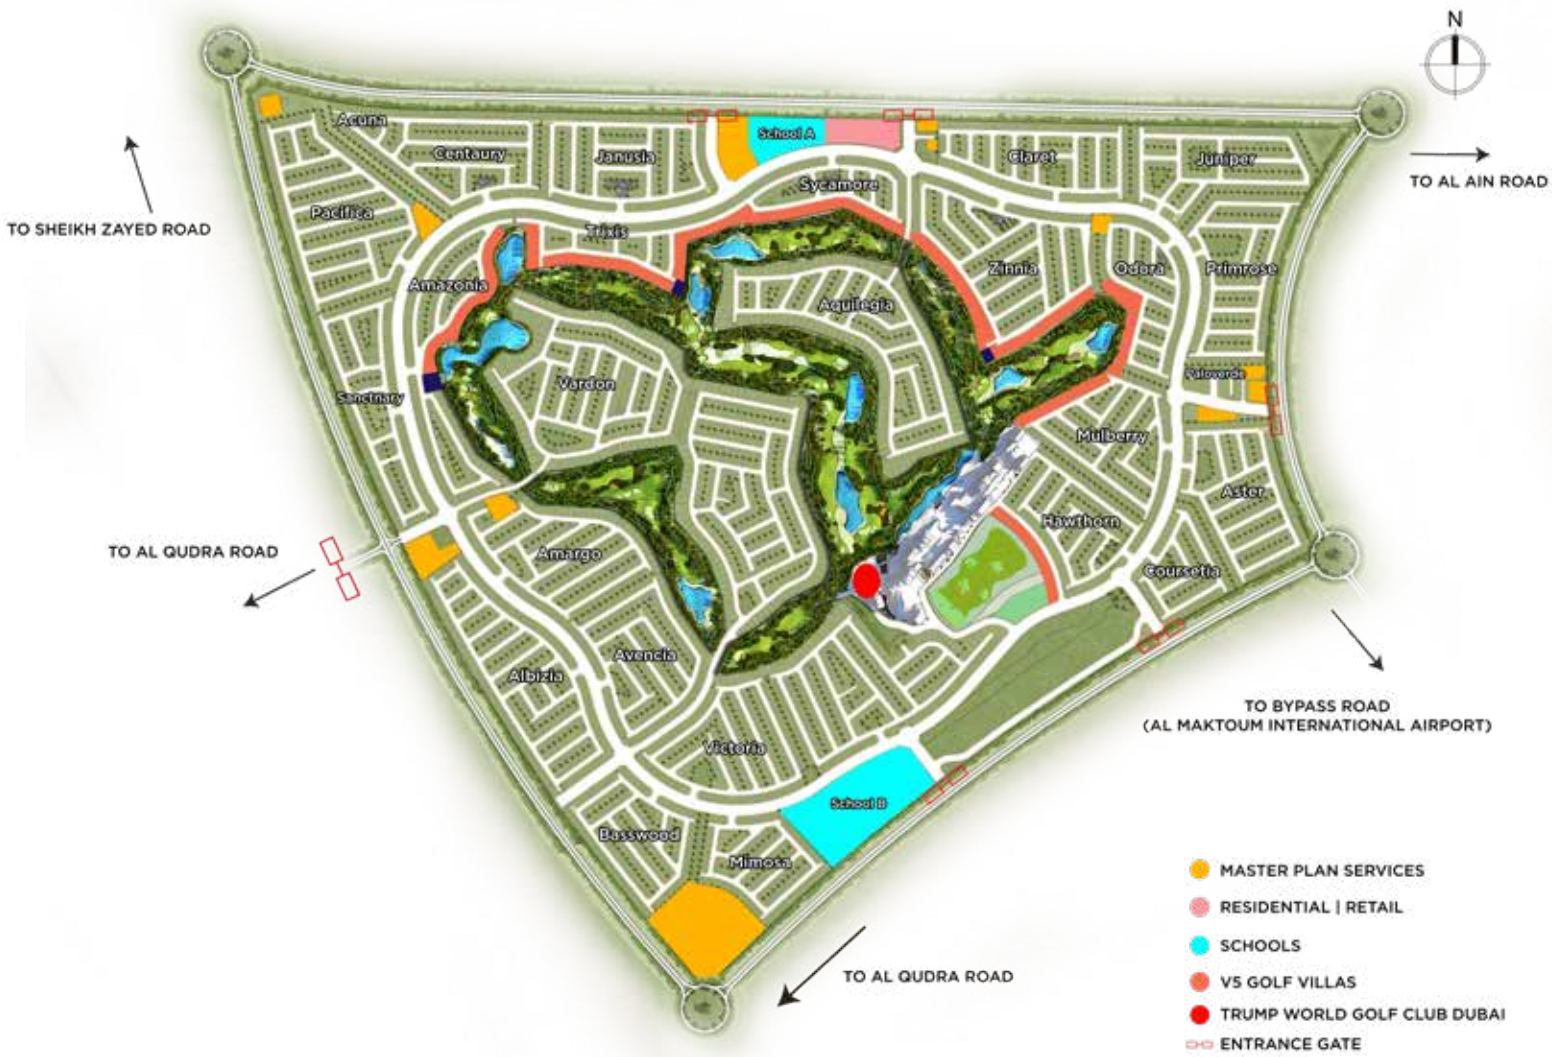 N
Acuna
Centaury
Janusia
School A
Claret
Juniper
TO AL AIN ROAD
Sycamore
Pacifica
TO SHEIKH ZAYED ROAD
Trixis
Zinnia
Odora
Primrose
Amazonia
Aquilegia
Paloverde
Vardon
Sanctnary
Mulberry
Aster
Hawthorn
TO AL QUDRA ROAD
Amargo
Coursetia
Avencia
Albizia
TO BYPASS ROAD
(AL MAKTOUM INTERNATIONAL AIRPORT)
Victoria
School B
Basswood
Mimosa
TO AL QUDRA ROAD
MASTER PLAN SERVICES
RESIDENTIAL | RETAIL
SCHOOLS
V5 GOLF VILLAS
TRUMP WORLD GOLF CLUB DUBAI
ENTRANCE GATE